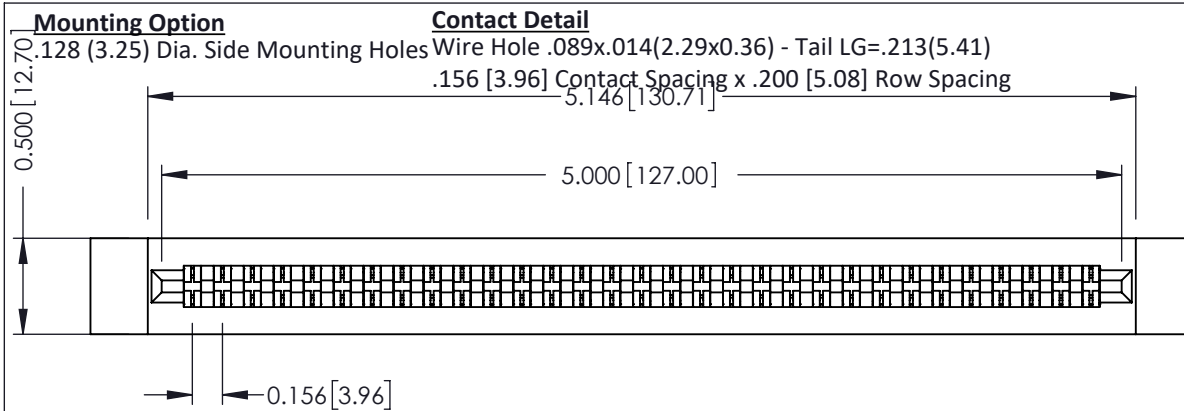 Mounting Option
.128 (3.25) Dia. Side Mounting Holes
Contact Detail
Wire Hole .089x.014(2.29x0.36) - Tail LG=.213(5.41)
.156 [3.96] Contact Spacing x .200 [5.08] Row Spacing
0.500 [12.70]
5.146 [130.71]
5.000 [127.00]
0.156 [3.96]